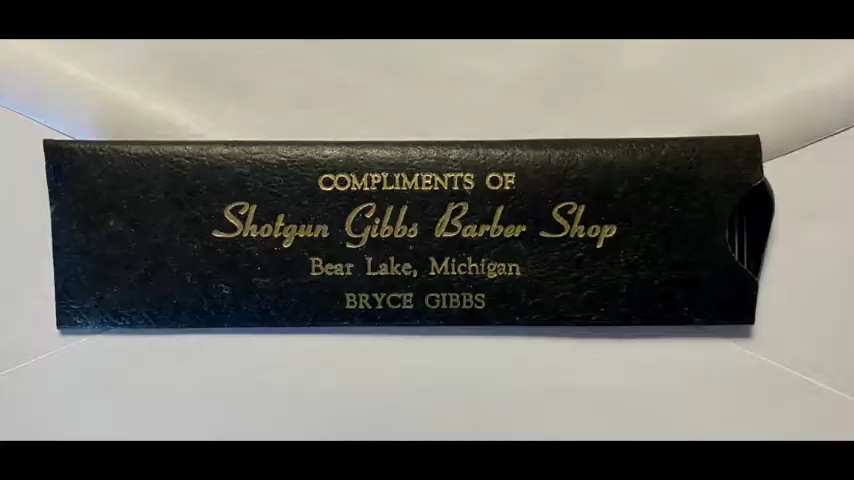 COMPLIMENTS OF
Shotgun Gibbs Barber Shop
Bear Lake, Michigan
BRYCE GIBBS